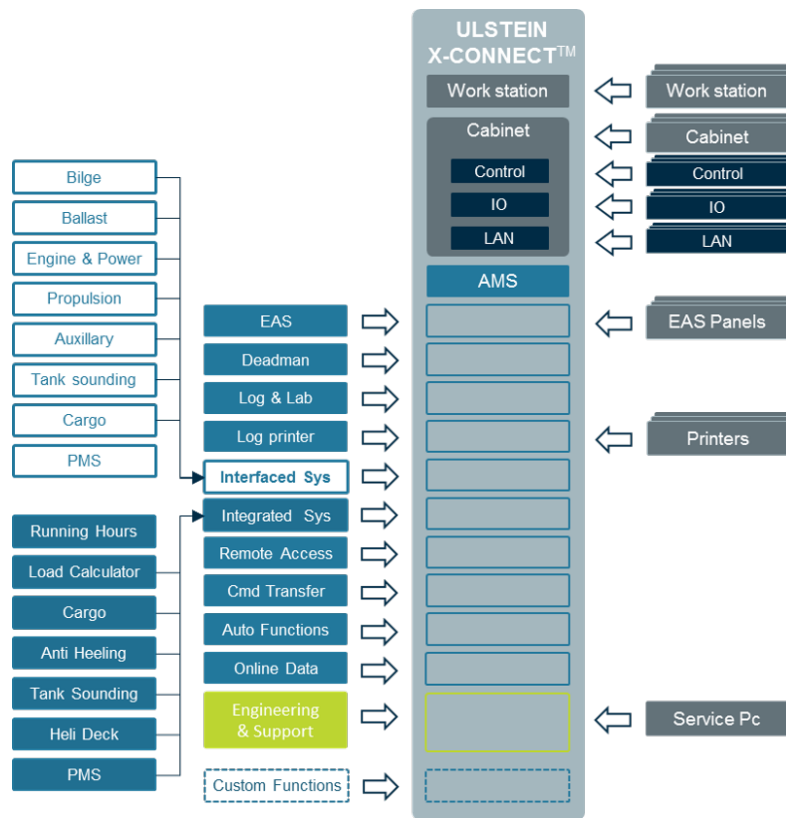 ULSTEIN
X-CONNECT™
Work station
Cabinet
Control
IO
LAN
AMS
Bilge
Ballast
Engine & Power
Propulsion
Auxillary
Tank sounding
Cargo
PMS
Running Hours
Load Calculator
Cargo
Anti Heeling
Tank Sounding
Heli Deck
PMS
EAS
Deadman
Log & Lab
Log printer
Interfaced Sys
Integrated Sys
Remote Access
Cmd Transfer
Auto Functions
Online Data
Engineering
& Support
Custom Functions
Work station
Cabinet
Control
IO
LAN
EAS Panels
Printers
Service Pc